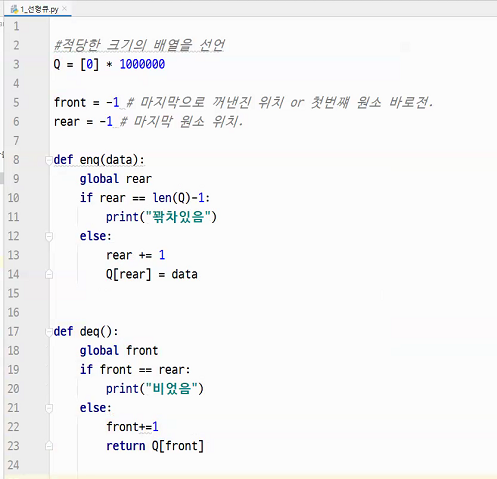 1_선형큐.py
1
2 #적당한 크기의 배열을 선언
3 Q = [0] * 1000000
4
5 front = -1 # 마지막으로 꺼낸진 위치 or 첫번째 원소 바로전.
6 rear = -1 # 마지막 원소 위치.
7
8 def enq(data):
9 global rear
10 if rear == len(Q)-1:
11 print("꽊차있음")
12 else:
13 rear += 1
14 Q[rear] = data
15
16
17 def deq():
18 global front
19 if front == rear:
20 print("비었음")
21 else:
22 front+=1
23 return Q[front]
24